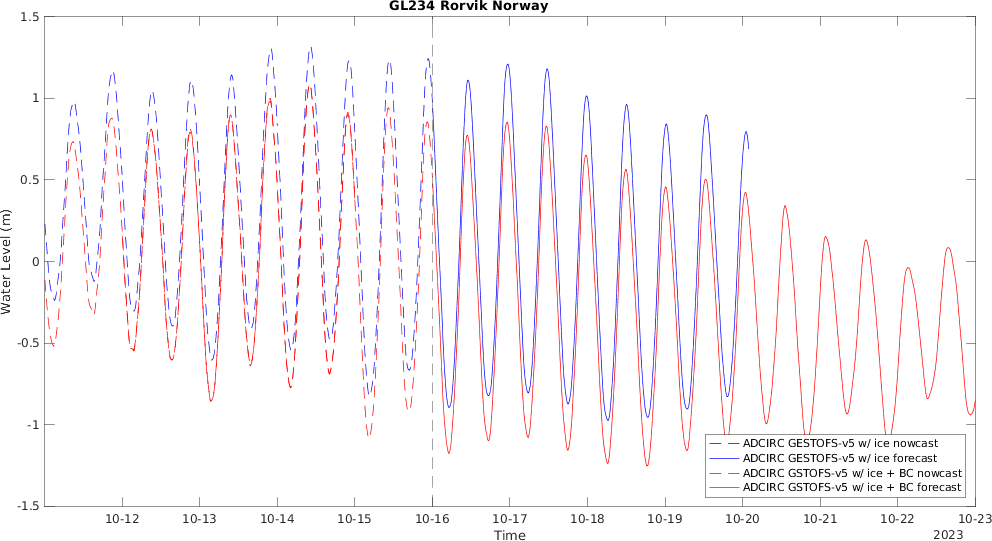 GL234 Rorvik Norway
1.5
1
0.5
0
-0.5
-1
-1.5
Water Level (m)
ADCIRC GESTOFS-v5 w/ ice nowcast
ADCIRC GESTOFS-v5 w/ ice forecast
ADCIRC GSTOFS-v5 w/ ice + BC nowcast
ADCIRC GSTOFS-v5 w/ ice + BC forecast
10-12 10-13 10-14 10-15 10-16 10-17 10-18 10-19 10-20 10-21 10-22 10-23
Time
2023